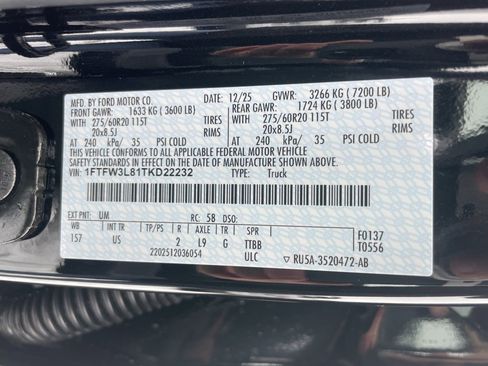 MFD. BY FORD MOTOR CO. DATE: 12/25 GVWR: 3266 KG ( 7200 LB)
FRONT GAWR: 1633 KG ( 3600 LB) REAR GAWR: 1724 KG ( 3800 LB)
WITH 275/60R20 115T TIRES WITH 275/60R20 115T TIRES
20x8.5J RIMS 20x8.5J RIMS
AT 240 kPa/ 35 PSI COLD AT 240 kPa/ 35 PSI COLD
THIS VEHICLE CONFORMS TO ALL APPLICABLE FEDERAL MOTOR VEHICLE
SAFETY STANDARDS IN EFFECT ON THE DATE OF MANUFACTURE SHOWN ABOVE.
VIN: 1FTFW3L81TKD22232 TYPE: Truck
EXT PNT: UM RC: 58 DSO: F0137
WB BRK INT TR TP/PS R AXLE TR SPR T0556
157 US 2 L9 G TTBB
2202512036054 ULC ▽ RU5A-3520472-AB